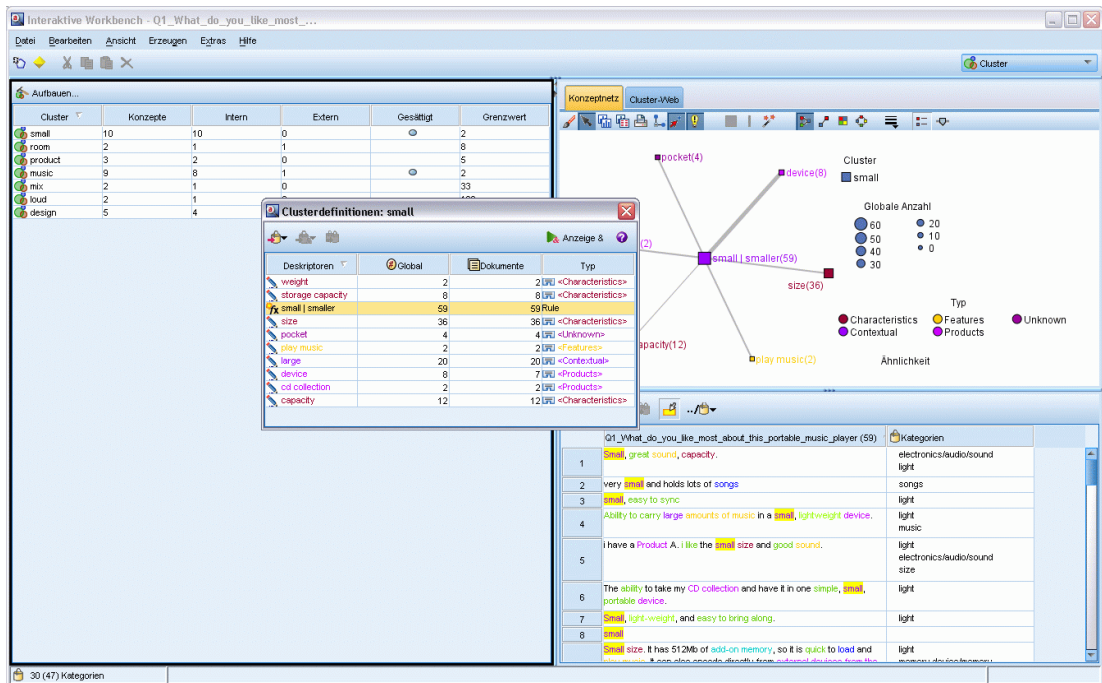 Interaktive Workbench - Q1_What_do_you_like_most_...
Datei Bearbeiten Ansicht Erzeugen Extras Hilfe
Cluster
Aufbauen...
Cluster Konzepte Intern Extern Gesättigt Grenzwert
small 10 10 0 2
room 2 1 1 8
product 3 2 0 5
music 9 8 1 2
mix 2 1 0 33
loud 2 1
design 5 4
Clusterdefinitionen: small
Anzeige &
Deskriptoren Global Dokumente Typ
weight 2 2 <Characteristics>
storage capacity 8 8 <Characteristics>
fx small | smaller 59 59 Rule
size 36 36 <Characteristics>
pocket 4 4 <Unknown>
play music 2 2 <Features>
large 20 20 <Contextual>
device 8 7 <Products>
cd collection 2 2 <Products>
capacity 12 12 <Characteristics>
Konzeptnetz Cluster-Web
pocket(4)
device(8)
(2)
small | smaller(59)
size(36)
apacity(12)
play music(2)
Cluster
small
Globale Anzahl
60 20
50 10
40 0
30
Typ
Characteristics Features Unknown
Contextual Products
Ähnlichkeit
Q1_What_do_you_like_most_about_this_portable_music_player (59) Kategorien
1 Small, great sound, capacity. electronics/audio/sound
light
2 very small and holds lots of songs songs
3 small, easy to sync light
4 Ability to carry large amounts of music in a small, lightweight device. light
music
5 i have a Product A. i like the small size and good sound. light
electronics/audio/sound
size
6 The ability to take my CD collection and have it in one simple, small, light
portable device.
7 Small, light-weight, and easy to bring along. light
8 small
Small size. It has 512Mb of add-on memory, so it is quick to load and light
30 (47) Kategorien